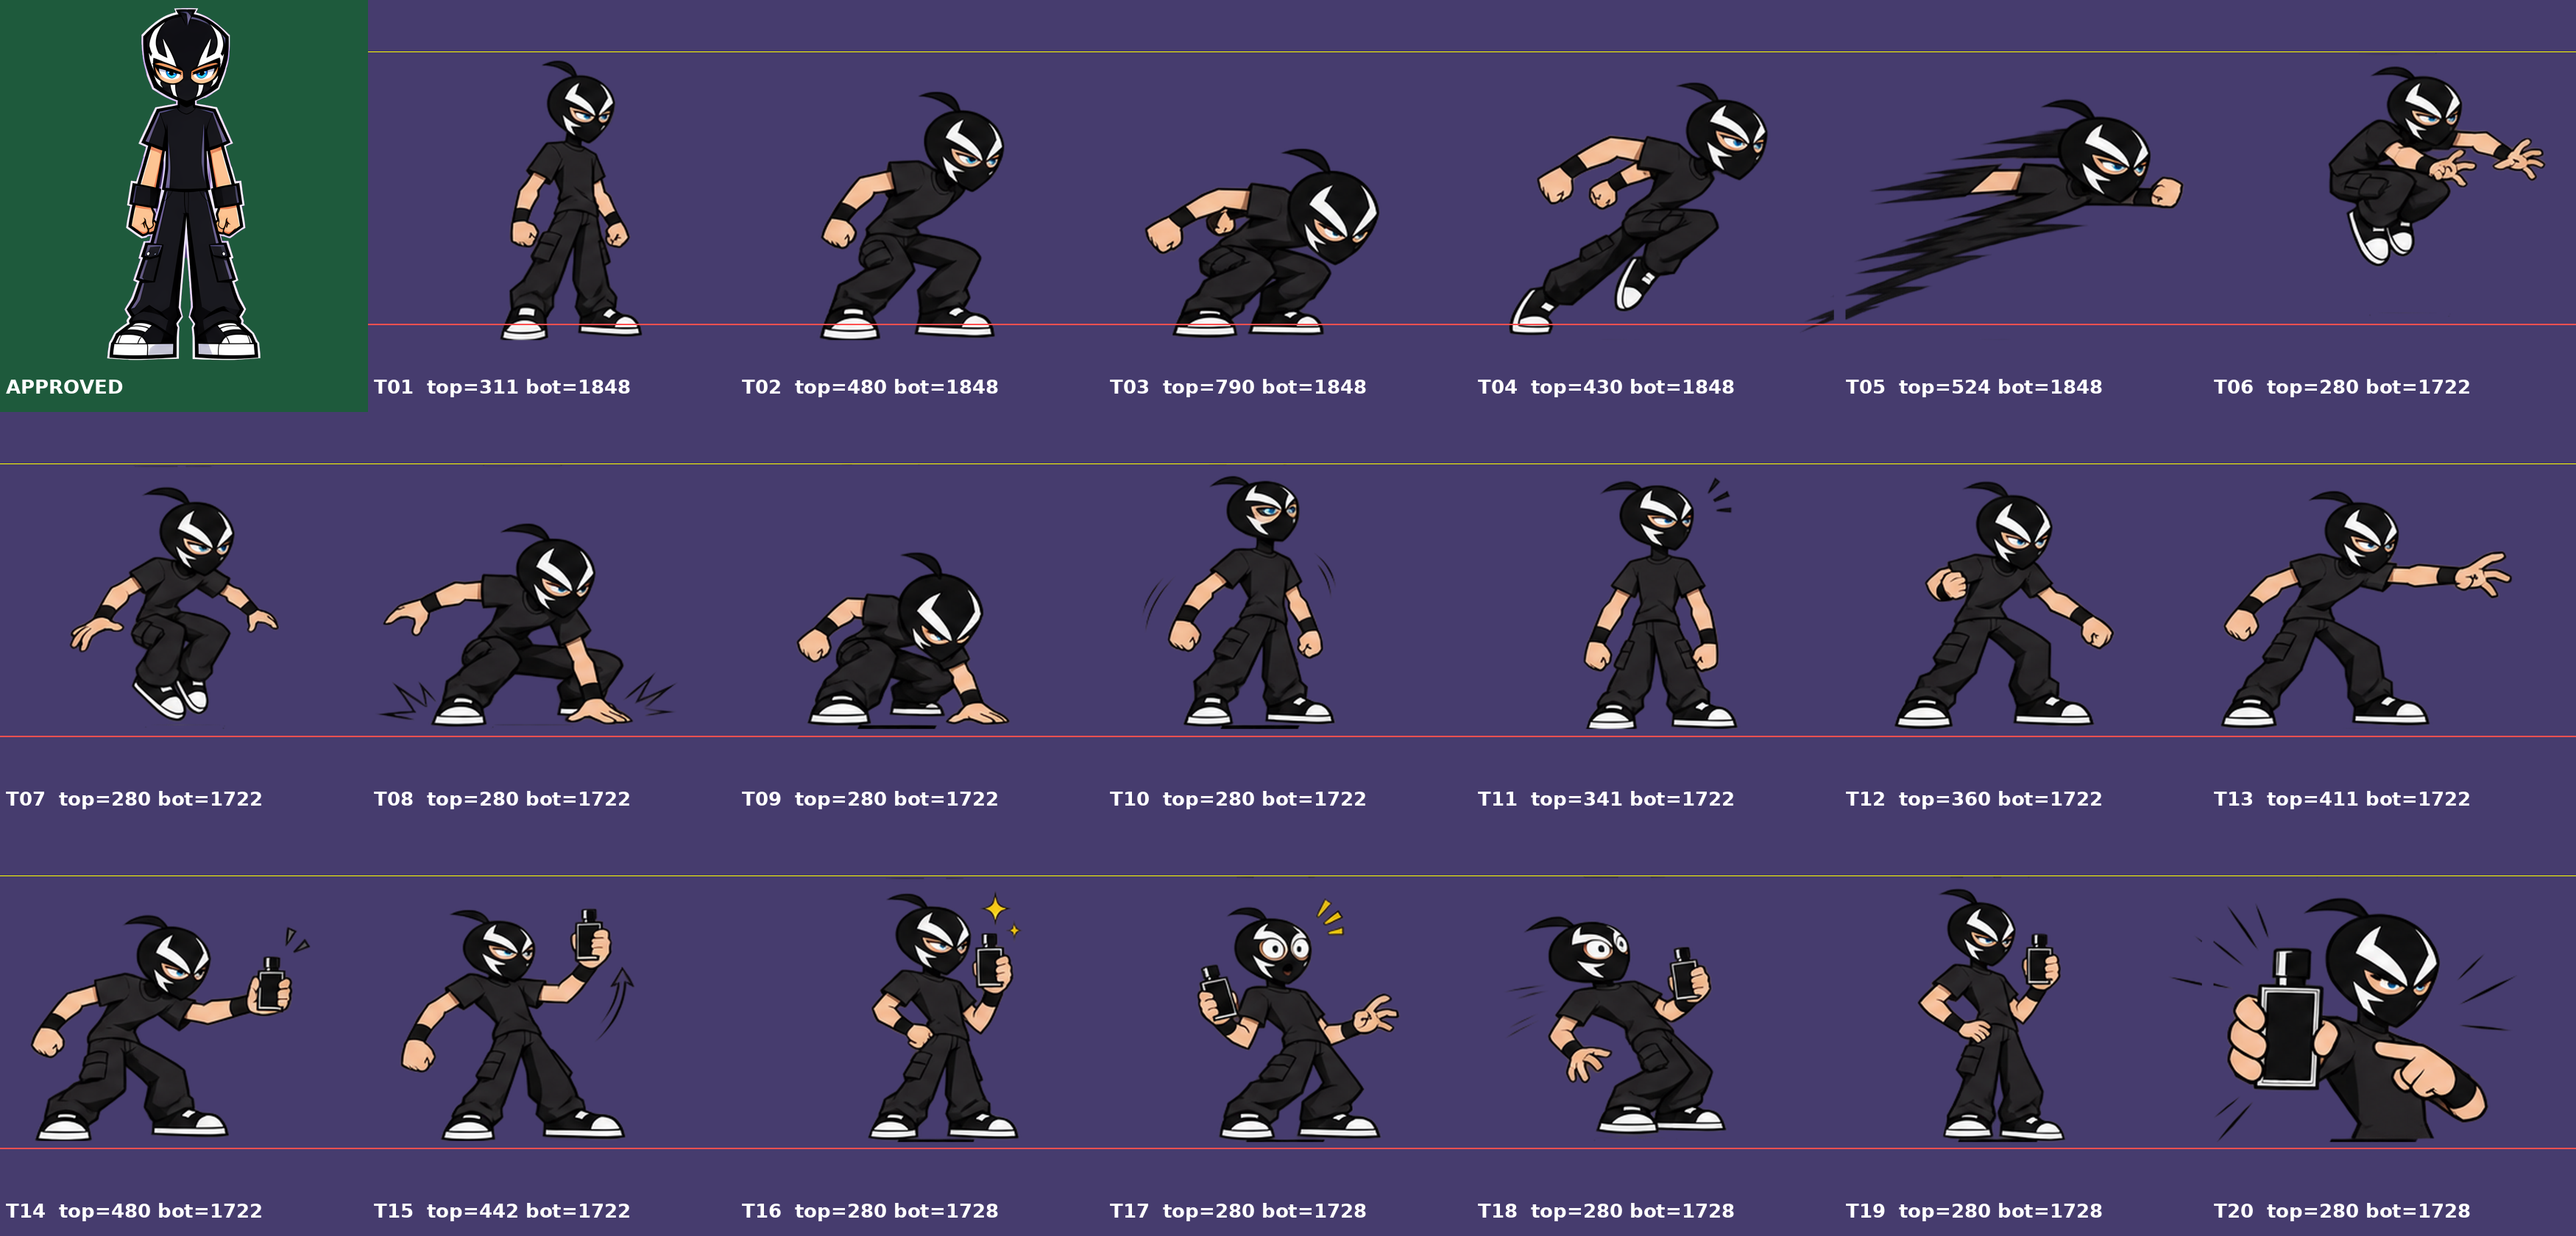 APPROVED
T01 top=311 bot=1848
T02 top=480 bot=1848
T03 top=790 bot=1848
T04 top=430 bot=1848
T05 top=524 bot=1848
T06 top=280 bot=1722
T07 top=280 bot=1722
T08 top=280 bot=1722
T09 top=280 bot=1722
T10 top=280 bot=1722
T11 top=341 bot=1722
T12 top=360 bot=1722
T13 top=411 bot=1722
T14 top=480 bot=1722
T15 top=442 bot=1722
T16 top=280 bot=1728
T17 top=280 bot=1728
T18 top=280 bot=1728
T19 top=280 bot=1728
T20 top=280 bot=1728